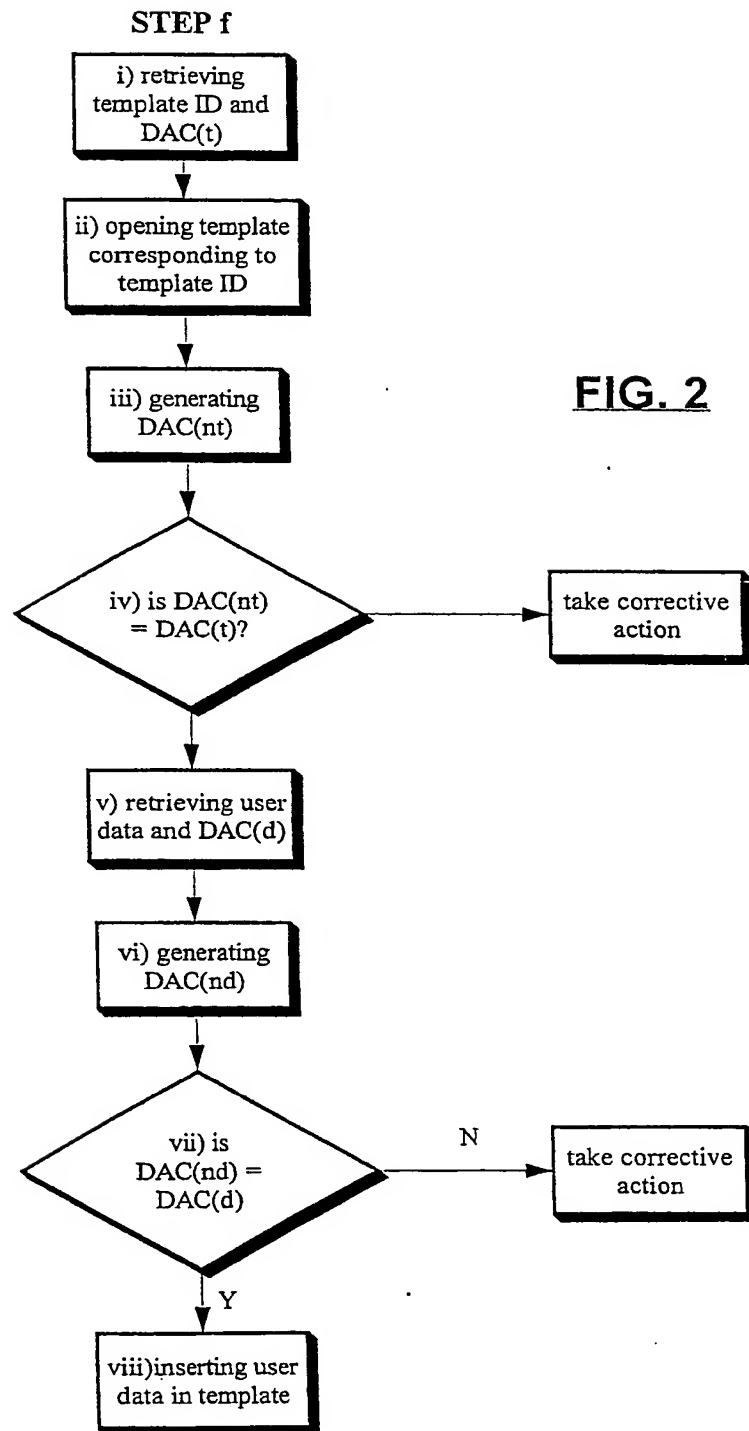 STEP f
i) retrieving
template ID and
DAC(t)
ii) opening template
corresponding to
template ID
iii) generating
DAC(nt)
FIG. 2
iv) is DAC(nt)
= DAC(t)?
take corrective
action
v) retrieving user
data and DAC(d)
vi) generating
DAC(nd)
vii) is
DAC(nd) =
DAC(d)
N
take corrective
action
Y
viii)inserting user
data in template